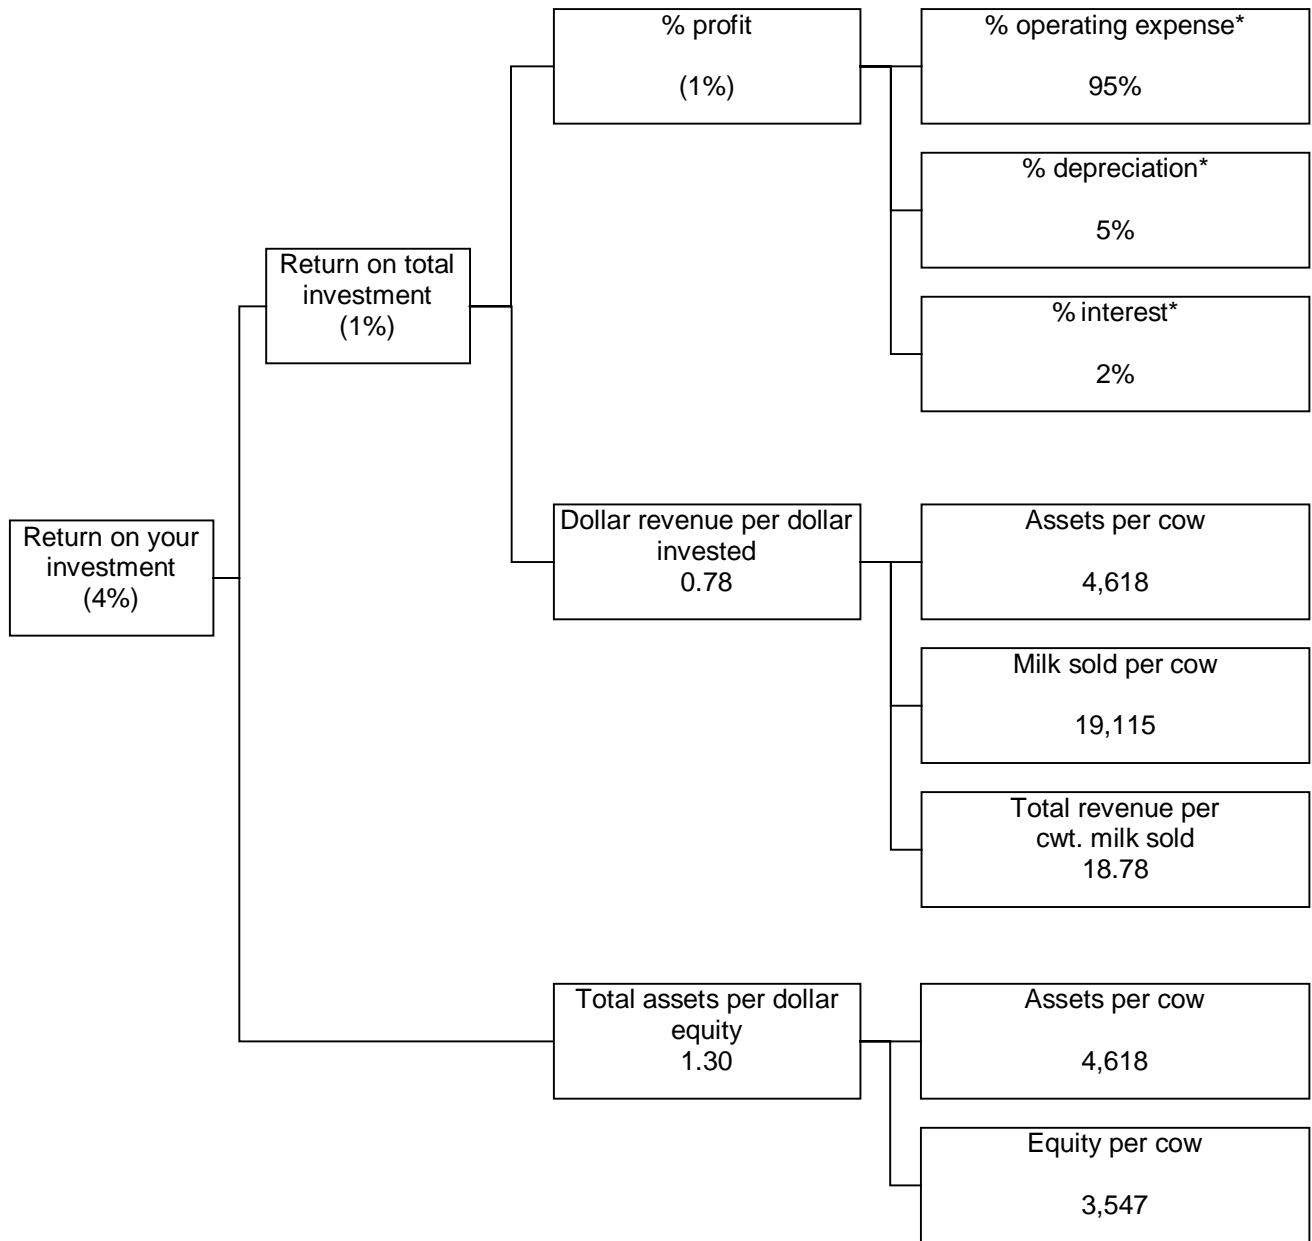 % profit
(1%)
% operating expense*
95%
% depreciation*
5%
% interest*
2%
Return on total
investment
(1%)
Dollar revenue per dollar
invested
0.78
Assets per cow
4,618
Milk sold per cow
19,115
Total revenue per
cwt. milk sold
18.78
Return on your
investment
(4%)
Total assets per dollar
equity
1.30
Assets per cow
4,618
Equity per cow
3,547